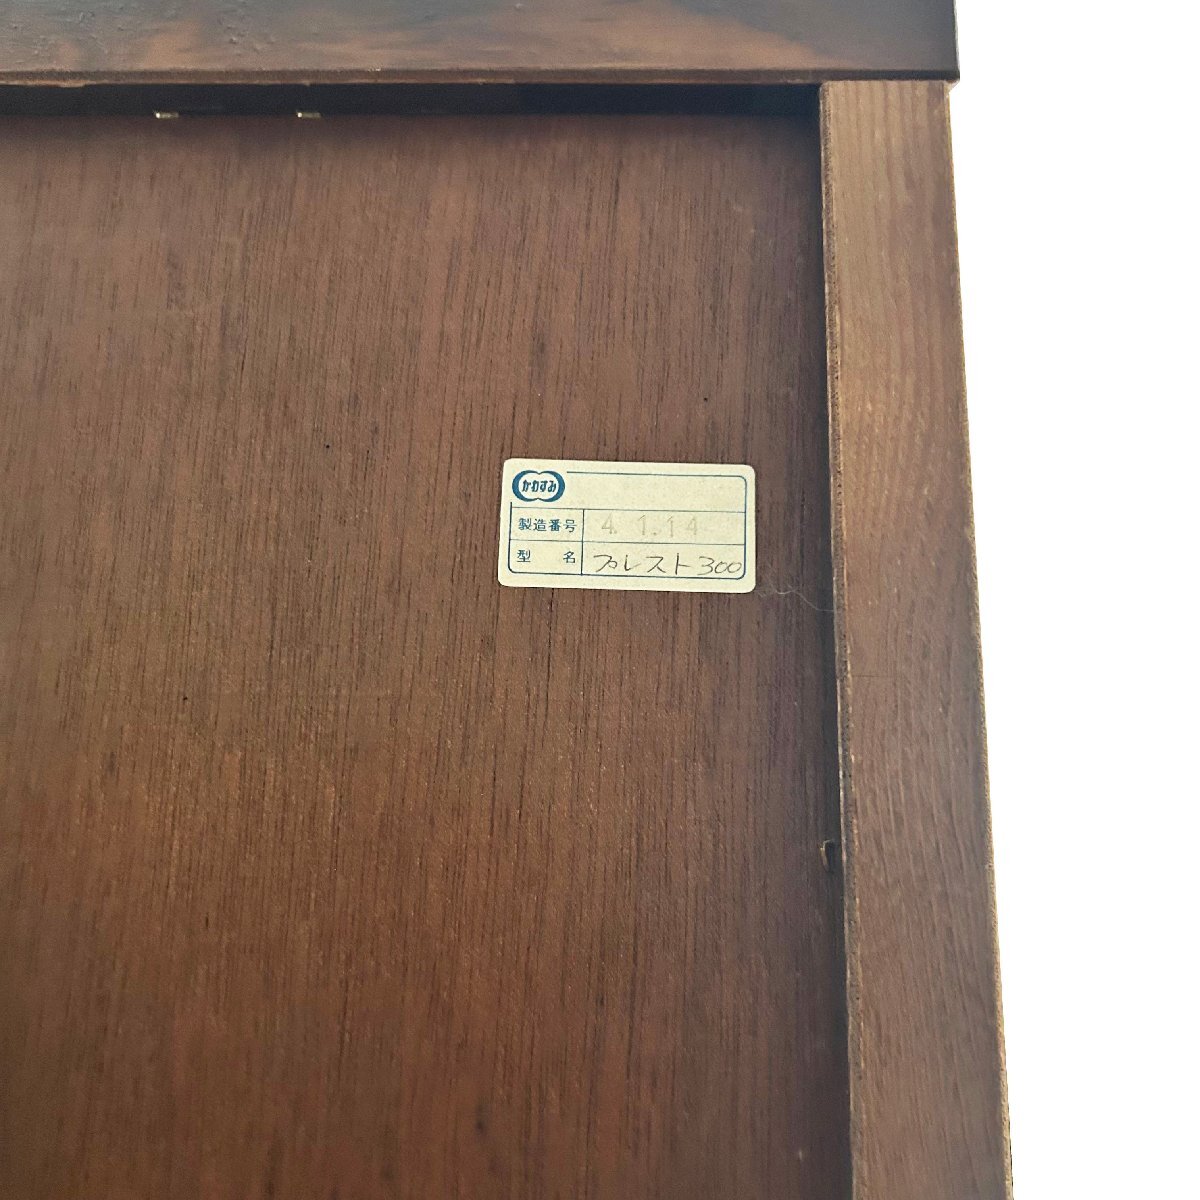 かわすみ
製造番号 4. 1.14
型名 プレスト300